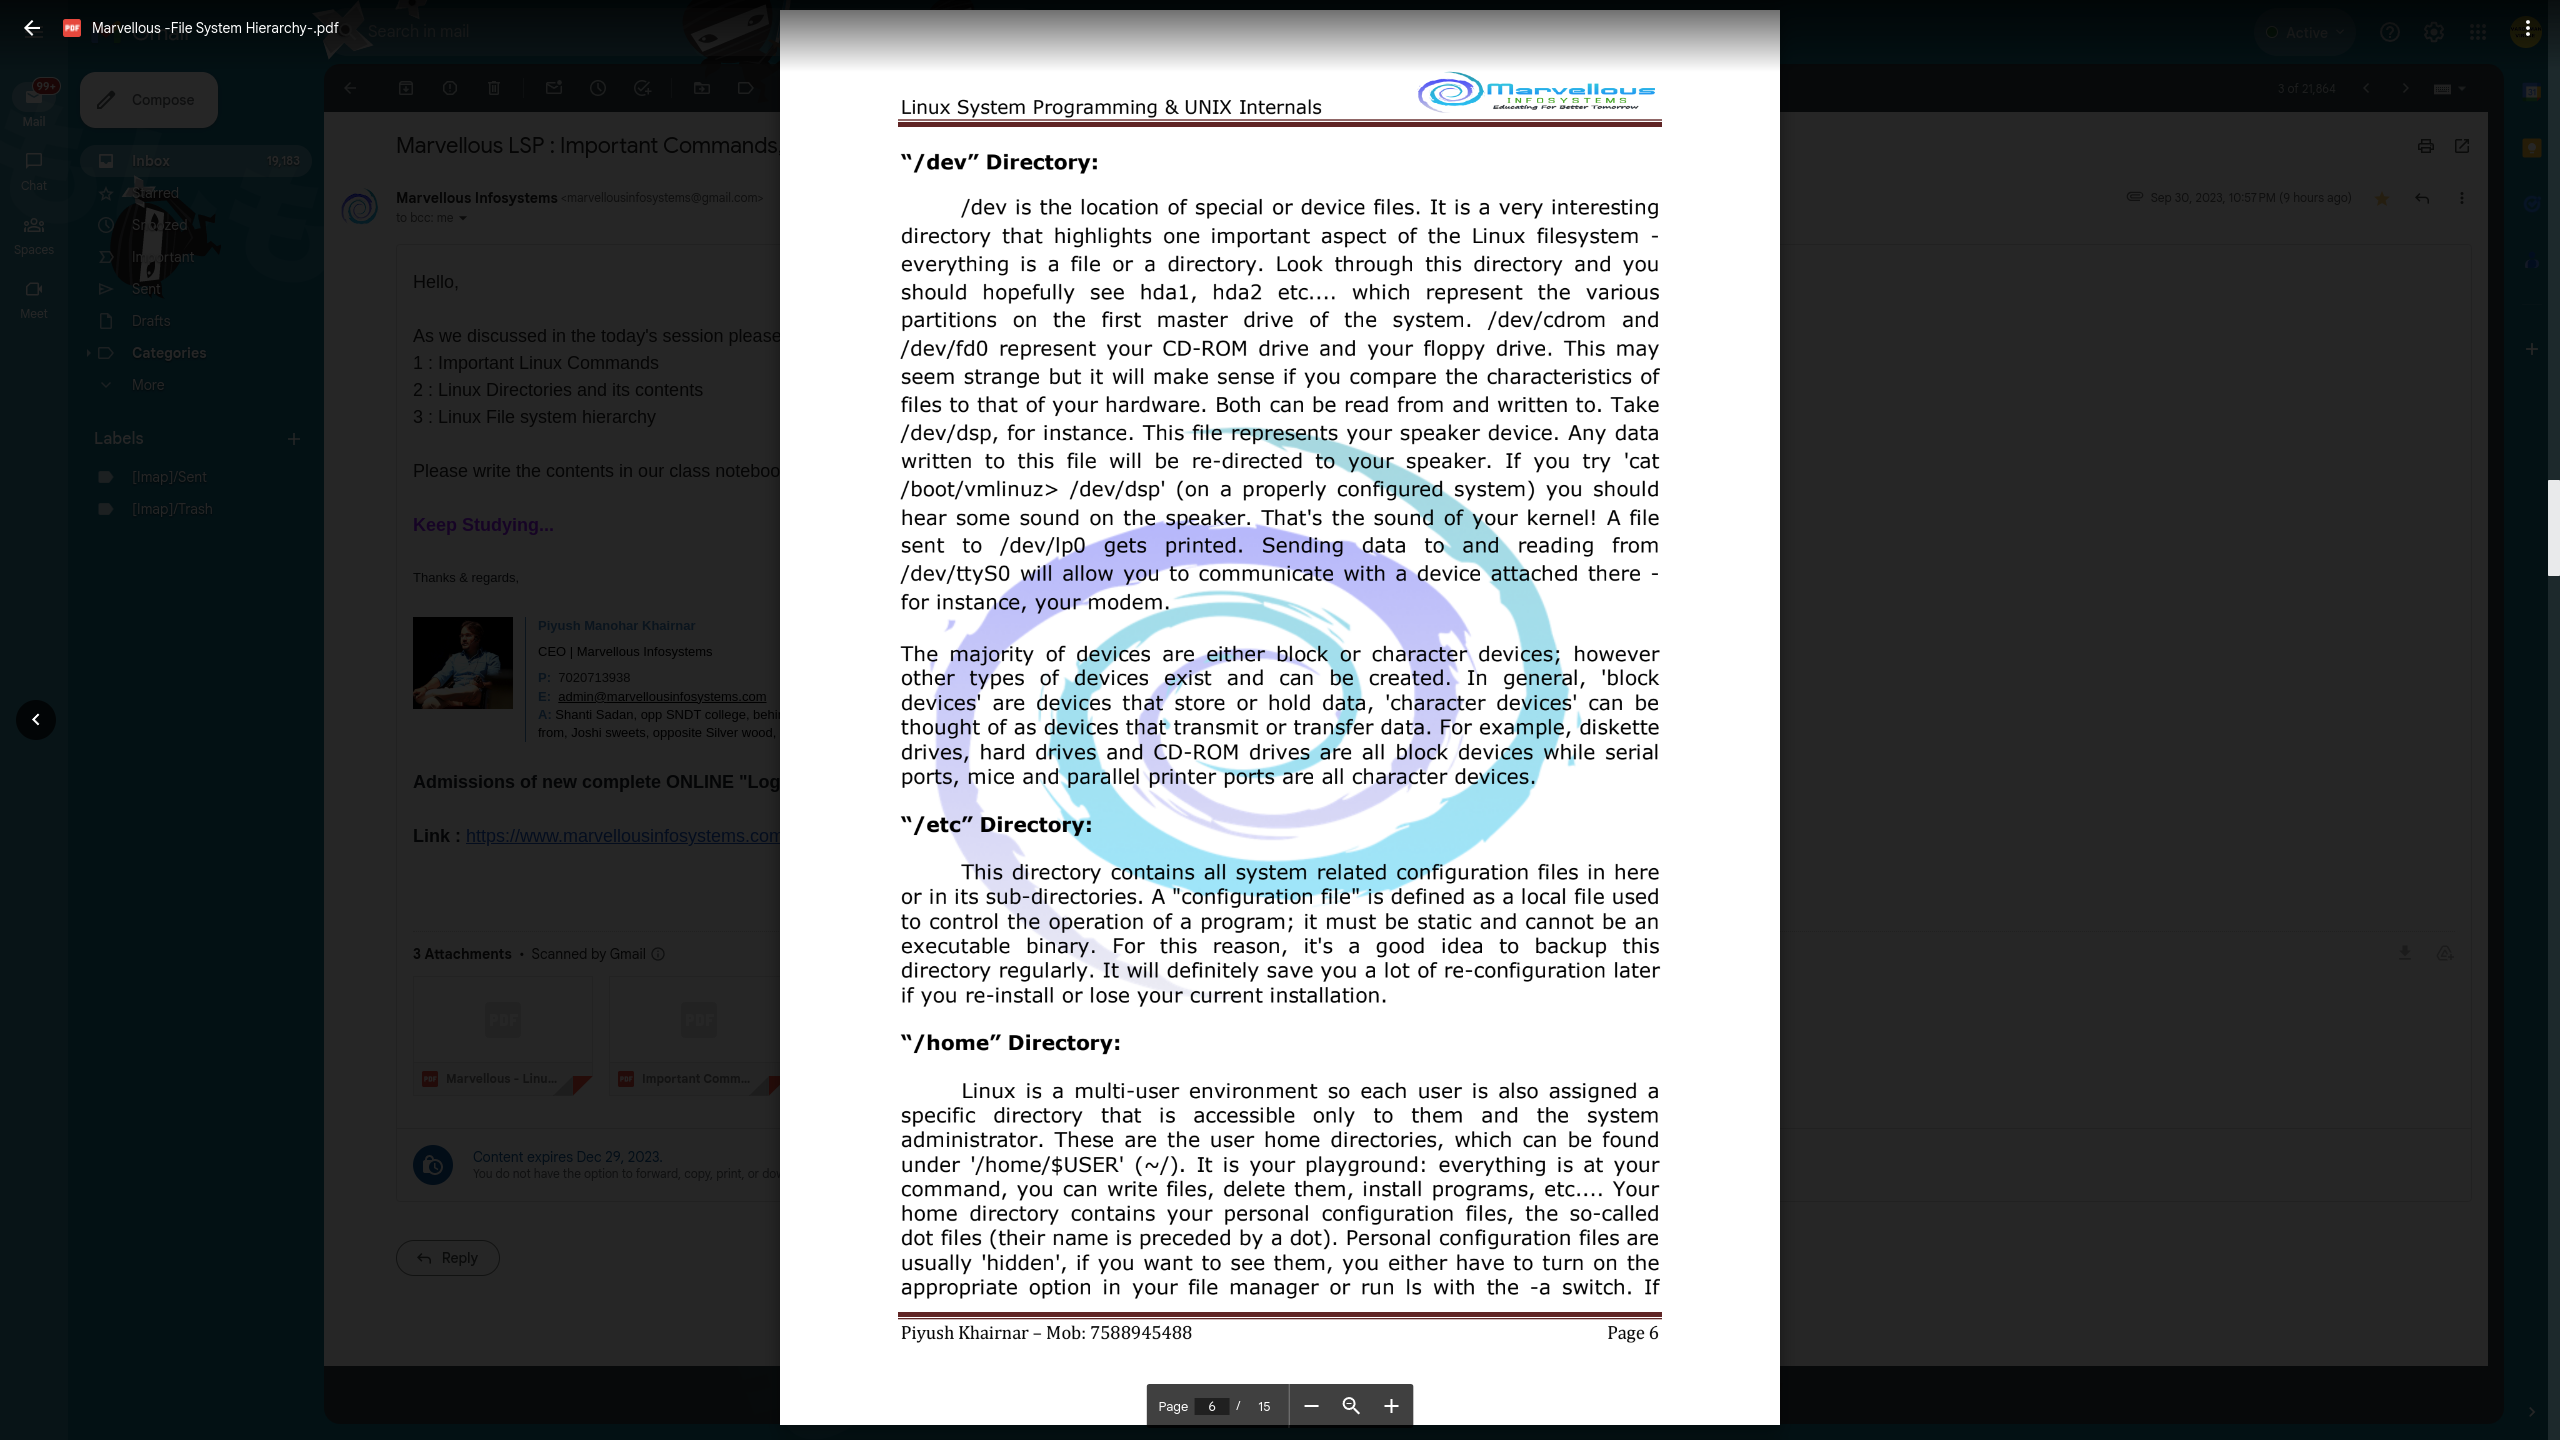 Marvellous -File System Hierarchy-.pdf
Search in mail
Active
99+
Mail
Chat
Spaces
Meet
Compose
Inbox 19,183
Starred
Snoozed
Important
Sent
Drafts
Categories
More
Labels
[Imap]/Sent
[Imap]/Trash
3 of 21,864
Marvellous LSP : Important Commands
Marvellous Infosystems <marvellousinfosystems@gmail.com>
to bcc: me
Sep 30, 2023, 10:57 PM (9 hours ago)
Hello,
As we discussed in the today's session please
1 : Important Linux Commands
2 : Linux Directories and its contents
3 : Linux File system hierarchy
Please write the contents in our class
Keep Studying...
Thanks & regards,
Piyush Manohar Khairnar
CEO | Marvellous Infosystems
P: 7020713938
E: admin@marvellousinfosystems.com
A: Shanti Sadan, opp SNDT college,
from, Joshi sweets, opposite Silver wood,
Admissions of new complete ONLINE
Link : https://www.marvellousinfosystems.com
3 Attachments • Scanned by Gmail
PDF
PDF
PDF Marvellous - Linu...
PDF Important Comm...
Content expires Dec 29, 2023.
You do not have the option to forward, copy, print, or
Reply
Linux System Programming & UNIX Internals
Marvellous
INFOSYSTEMS
Educating For Better Tomorrow
“/dev” Directory:
/dev is the location of special or device files. It is a very interesting
directory that highlights one important aspect of the Linux filesystem -
everything is a file or a directory. Look through this directory and you
should hopefully see hda1, hda2 etc.... which represent the various
partitions on the first master drive of the system. /dev/cdrom and
/dev/fd0 represent your CD-ROM drive and your floppy drive. This may
seem strange but it will make sense if you compare the characteristics of
files to that of your hardware. Both can be read from and written to. Take
/dev/dsp, for instance. This file represents your speaker device. Any data
written to this file will be re-directed to your speaker. If you try 'cat
/boot/vmlinuz> /dev/dsp' (on a properly configured system) you should
hear some sound on the speaker. That's the sound of your kernel! A file
sent to /dev/lp0 gets printed. Sending data to and reading from
/dev/ttyS0 will allow you to communicate with a device attached there -
for instance, your modem.
The majority of devices are either block or character devices; however
other types of devices exist and can be created. In general, 'block
devices' are devices that store or hold data, 'character devices' can be
thought of as devices that transmit or transfer data. For example, diskette
drives, hard drives and CD-ROM drives are all block devices while serial
ports, mice and parallel printer ports are all character devices.
“/etc” Directory:
This directory contains all system related configuration files in here
or in its sub-directories. A "configuration file" is defined as a local file used
to control the operation of a program; it must be static and cannot be an
executable binary. For this reason, it's a good idea to backup this
directory regularly. It will definitely save you a lot of re-configuration later
if you re-install or lose your current installation.
“/home” Directory:
Linux is a multi-user environment so each user is also assigned a
specific directory that is accessible only to them and the system
administrator. These are the user home directories, which can be found
under '/home/$USER' (~/). It is your playground: everything is at your
command, you can write files, delete them, install programs, etc.... Your
home directory contains your personal configuration files, the so-called
dot files (their name is preceded by a dot). Personal configuration files are
usually 'hidden', if you want to see them, you either have to turn on the
appropriate option in your file manager or run ls with the -a switch. If
Piyush Khairnar – Mob: 7588945488 Page 6
Page 6 / 15